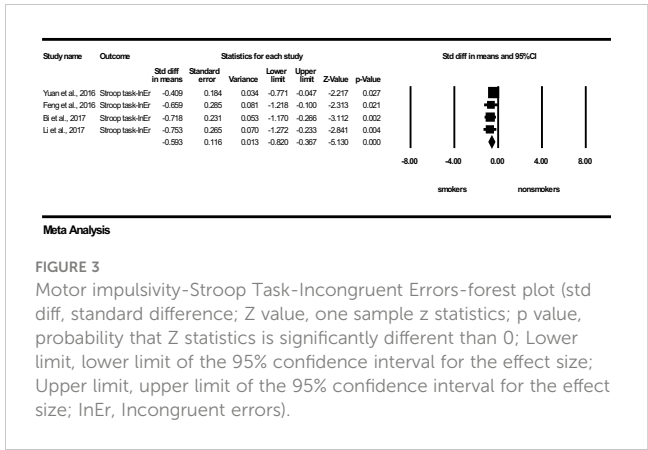 Study name Outcome Statistics for each study Std diff in means and 95%CI
Std diff Standard Lower Upper
in means error Variance limit limit Z-Value p-Value
Yuan et al., 2016 Stroop task-InEr -0.409 0.184 0.034 -0.771 -0.047 -2.217 0.027
Feng et al., 2016 Stroop task-InEr -0.659 0.285 0.081 -1.218 -0.100 -2.313 0.021
Bi et al., 2017 Stroop task-InEr -0.718 0.231 0.053 -1.170 -0.266 -3.112 0.002
Li et al., 2017 Stroop task-InEr -0.753 0.265 0.070 -1.272 -0.233 -2.841 0.004
-0.593 0.116 0.013 -0.820 -0.367 -5.130 0.000
-8.00 -4.00 0.00 4.00 8.00
smokers nonsmokers
Meta Analysis
FIGURE 3
Motor impulsivity-Stroop Task-Incongruent Errors-forest plot (std
diff, standard difference; Z value, one sample z statistics; p value,
probability that Z statistics is significantly different than 0; Lower
limit, lower limit of the 95% confidence interval for the effect size;
Upper limit, upper limit of the 95% confidence interval for the effect
size; InEr, Incongruent errors).